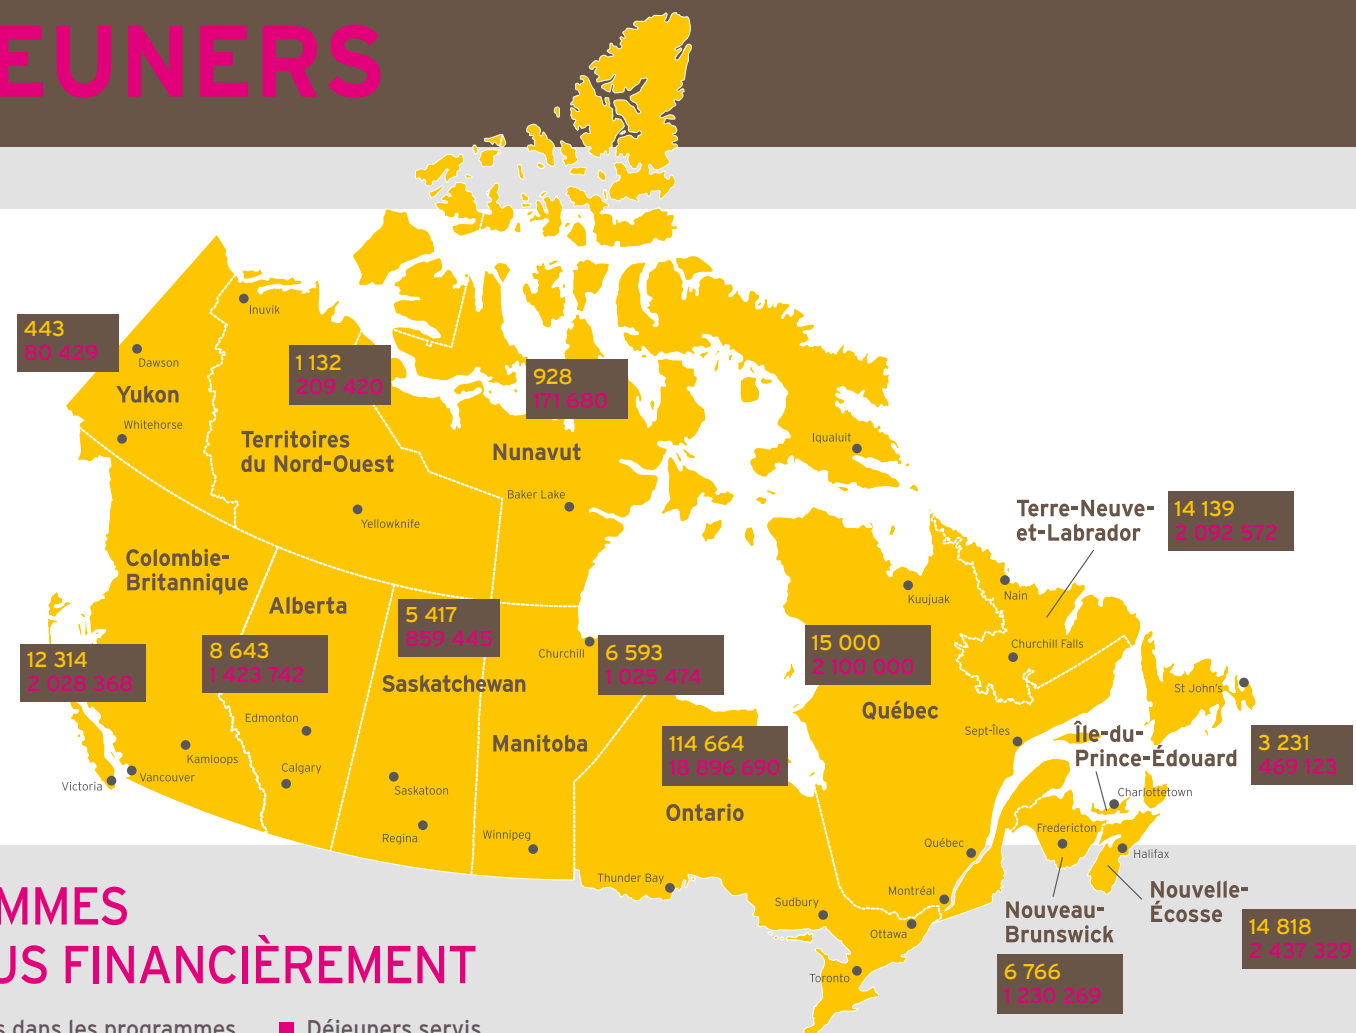 EUNERS
Inuvik
443
80 429
Dawson
Yukon
Whitehorse
1 132
209 420
928
171 680
Territoires
du Nord-Ouest
Nunavut
Iqualuit
Baker Lake
Yellowknife
Terre-Neuve-
et-Labrador
14 139
2 092 572
Colombie-
Britannique
Alberta
5 417
859 445
Kuujuak
Nain
12 314
2 028 368
8 643
1 423 742
Churchill
6 593
1 025 474
15 000
2 100 000
Churchill Falls
Saskatchewan
St John's
Québec
Edmonton
Manitoba
114 664
18 896 690
Sept-Îles
Île-du-
Prince-Édouard
3 231
469 123
Kamloops
Calgary
Vancouver
Victoria
Saskatoon
Charlottetown
Ontario
Regina
Winnipeg
Fredericton
Québec
Halifax
Thunder Bay
Montréal
Sudbury
Ottawa
Toronto
Nouvelle-
Écosse
14 818
2 437 329
Nouveau-
Brunswick
6 766
1 230 269
MMES
US FINANCIÈREMENT
s dans les programmes
Déjeuners servis